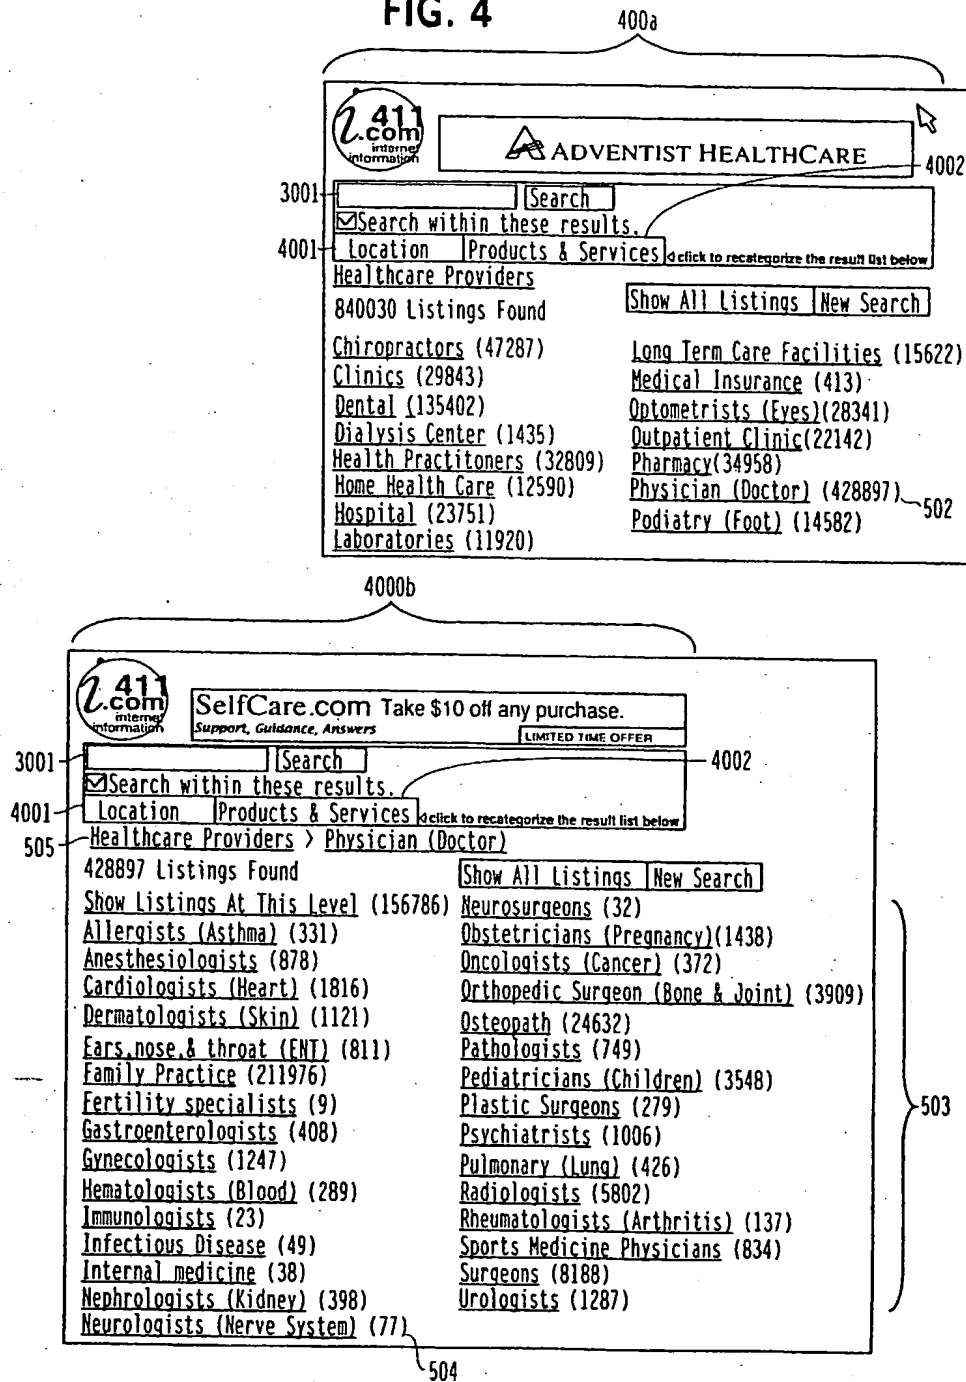 FIG. 4
400a
i.411
.com
internet
information
ADVENTIST HEALTHCARE
4002
3001
Search
Search within these results.
4001
Location
Products & Services
click to recategorize the result list below
Healthcare Providers
840030 Listings Found
Show All Listings
New Search
Chiropractors (47287)
Clinics (29843)
Dental (135402)
Dialysis Center (1435)
Health Practitoners (32809)
Home Health Care (12590)
Hospital (23751)
Laboratories (11920)
Long Term Care Facilities (15622)
Medical Insurance (413)
Optometrists (Eyes)(28341)
Outpatient Clinic(22142)
Pharmacy(34958)
Physician (Doctor) (428897)
502
Podiatry (Foot) (14582)
4000b
i.411
.com
internet
information
SelfCare.com Take $10 off any purchase.
Support, Guidance, Answers
LIMITED TIME OFFER
3001
Search
4002
Search within these results.
4001
Location
Products & Services
click to recategorize the result list below
505
Healthcare Providers > Physician (Doctor)
428897 Listings Found
Show All Listings
New Search
Show Listings At This Level (156786)
Allergists (Asthma) (331)
Anesthesiologists (878)
Cardiologists (Heart) (1816)
Dermatologists (Skin) (1121)
Ears,nose,& throat (ENT) (811)
Family Practice (211976)
Fertility specialists (9)
Gastroenterologists (408)
Gynecologists (1247)
Hematologists (Blood) (289)
Immunologists (23)
Infectious Disease (49)
Internal medicine (38)
Nephrologists (Kidney) (398)
Neurologists (Nerve System) (77)
504
Neurosurgeons (32)
Obstetricians (Pregnancy)(1438)
Oncologists (Cancer) (372)
Orthopedic Surgeon (Bone & Joint) (3909)
Osteopath (24632)
Pathologists (749)
Pediatricians (Children) (3548)
Plastic Surgeons (279)
Psychiatrists (1006)
Pulmonary (Lung) (426)
Radiologists (5802)
Rheumatologists (Arthritis) (137)
Sports Medicine Physicians (834)
Surgeons (8188)
Urologists (1287)
503